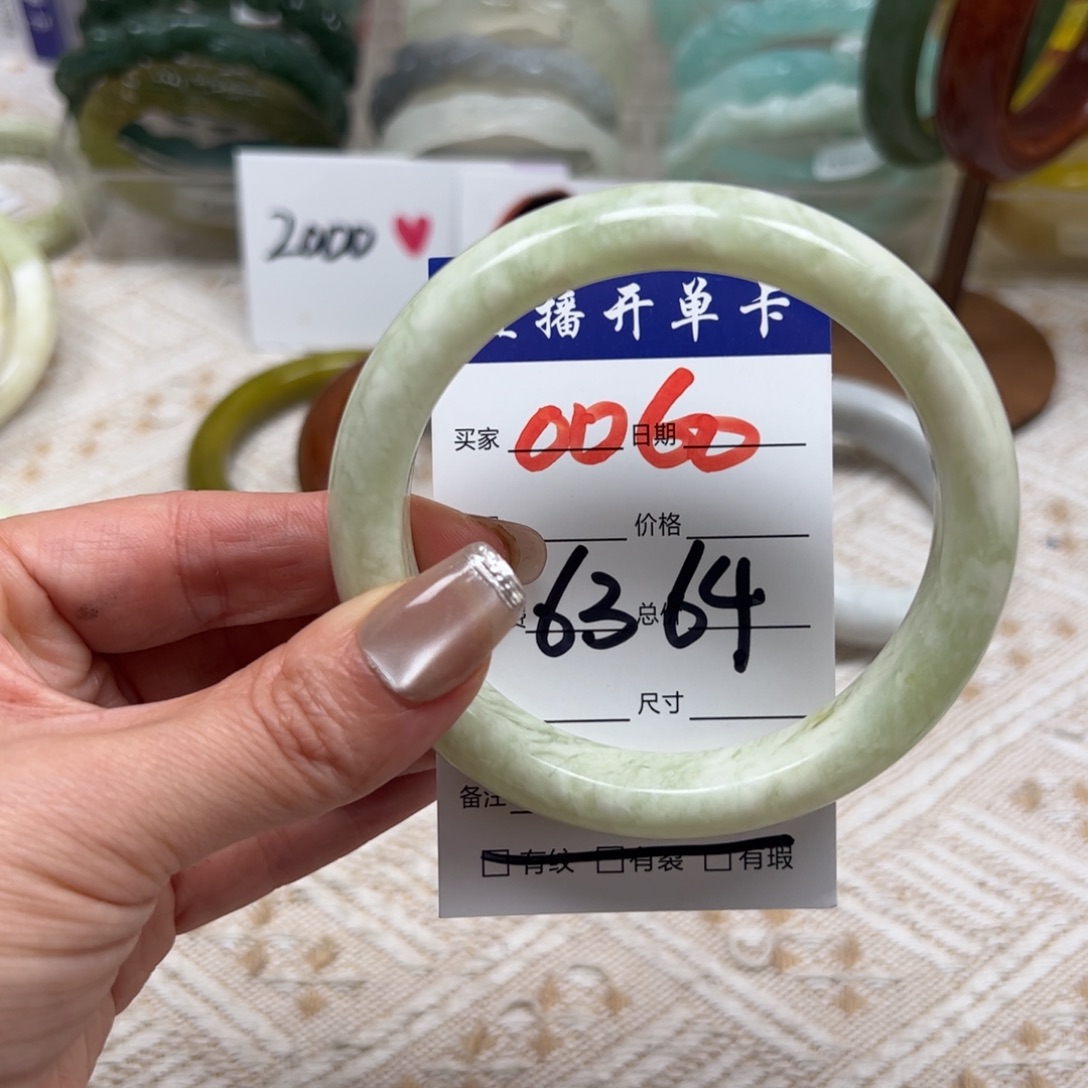 2000
播开单卡
买家 0060 日期
价格
63 总价 64
尺寸
备注
□有纹 □有裂 □有瑕